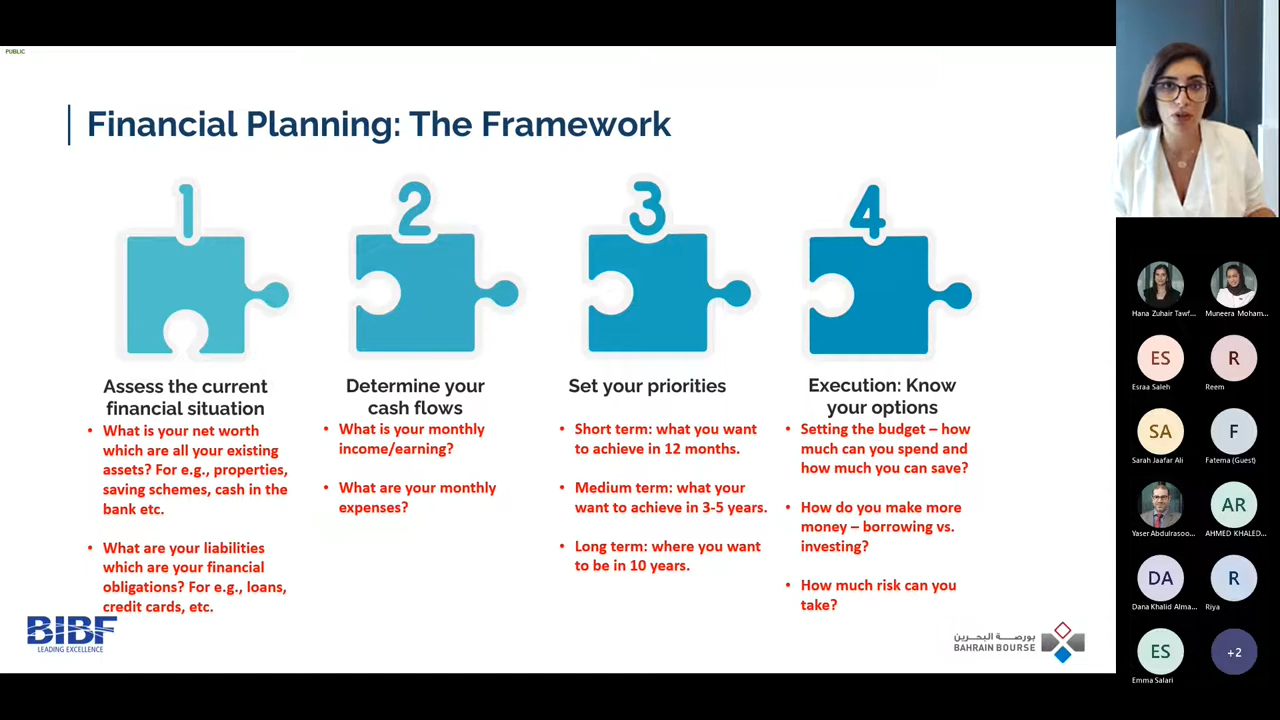 PUBLIC
Financial Planning: The Framework
1
2
3
4
Assess the current
financial situation
• What is your net worth
which are all your existing
assets? For e.g., properties,
saving schemes, cash in the
bank etc.
• What are your liabilities
which are your financial
obligations? For e.g., loans,
credit cards, etc.
Determine your
cash flows
• What is your monthly
income/earning?
• What are your monthly
expenses?
Set your priorities
• Short term: what you want
to achieve in 12 months.
• Medium term: what your
want to achieve in 3-5 years.
• Long term: where you want
to be in 10 years.
Execution: Know
your options
• Setting the budget – how
much can you spend and
how much you can save?
• How do you make more
money – borrowing vs.
investing?
• How much risk can you
take?
BIBF
LEADING EXCELLENCE
بورصة البحرين
BAHRAIN BOURSE
Hana Zuhair Tawf...
Muneera Moham...
ES
R
Esraa Saleh
Reem
SA
F
Sarah Jaafar Ali
Fatema (Guest)
AR
Yaser Abdulrasoo...
AHMED KHALED...
DA
R
Dana Khalid Alma...
Riya
ES
+2
Emma Salari